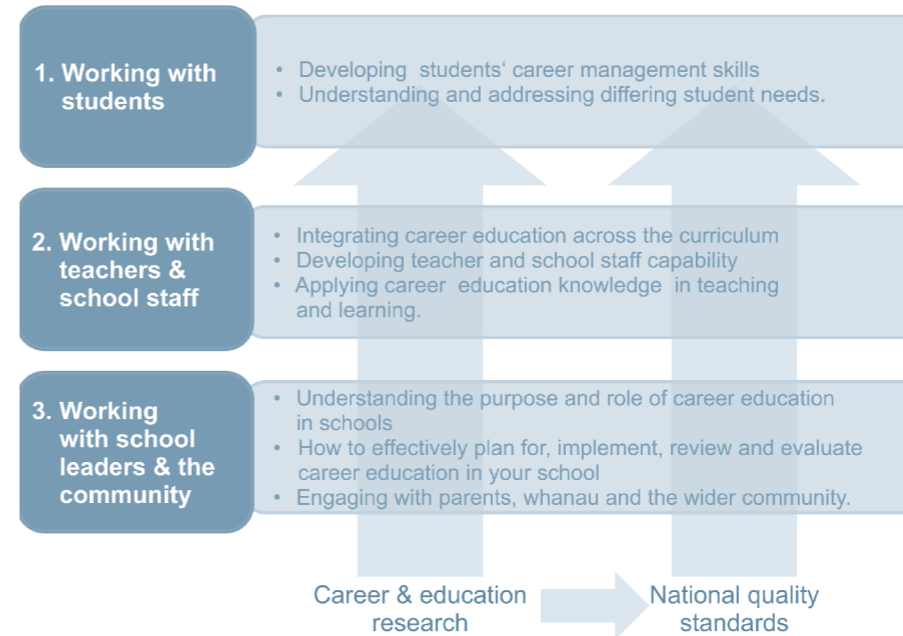 1. Working with
students
• Developing students‘ career management skills
• Understanding and addressing differing student needs.
2. Working with
teachers &
school staff
• Integrating career education across the curriculum
• Developing teacher and school staff capability
• Applying career education knowledge in teaching
and learning.
3. Working
with school
leaders & the
community
• Understanding the purpose and role of career education
in schools
• How to effectively plan for, implement, review and evaluate
career education in your school
• Engaging with parents, whanau and the wider community.
Career & education
research
National quality
standards